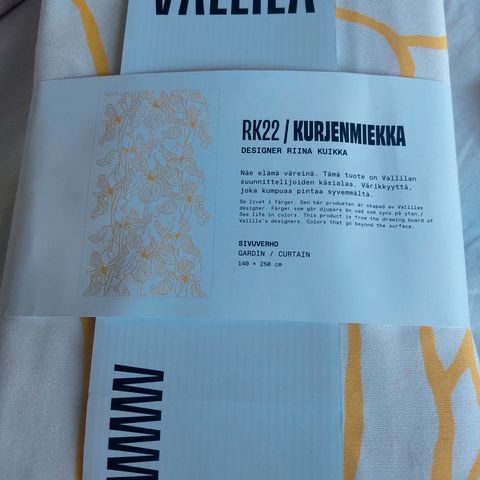 VALLILA
RK22 / KURJENMIEKKA
DESIGNER RIINA KUIKKA
Näe elämä väreinä. Tämä tuote on Vallilan
suunnittelijoiden käsialaa. Värikkyyttä,
joka kumpuaa pintaa syvemmältä.
Se livet i färger. Den här produkten är skapad av Vallilas
designer. Färger som går djupare än vad som syns på ytan./
See life in colors. This product is from the drawing board of
Vallila's designers. Colors that go beyond the surface.
SIVUVERHO
GARDIN / CURTAIN
140 × 250 cm